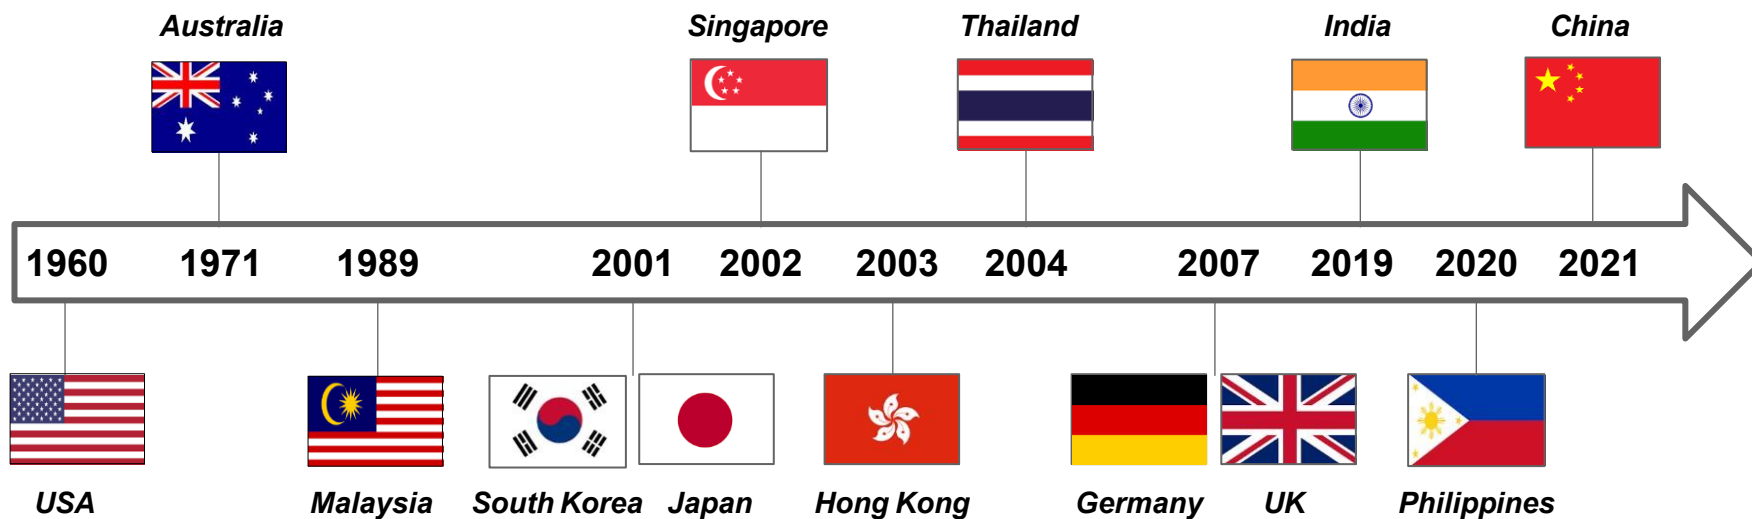 Australia Singapore Thailand India China
1960 1971 1989 2001 2002 2003 2004 2007 2019 2020 2021
USA Malaysia South Korea Japan Hong Kong Germany UK Philippines